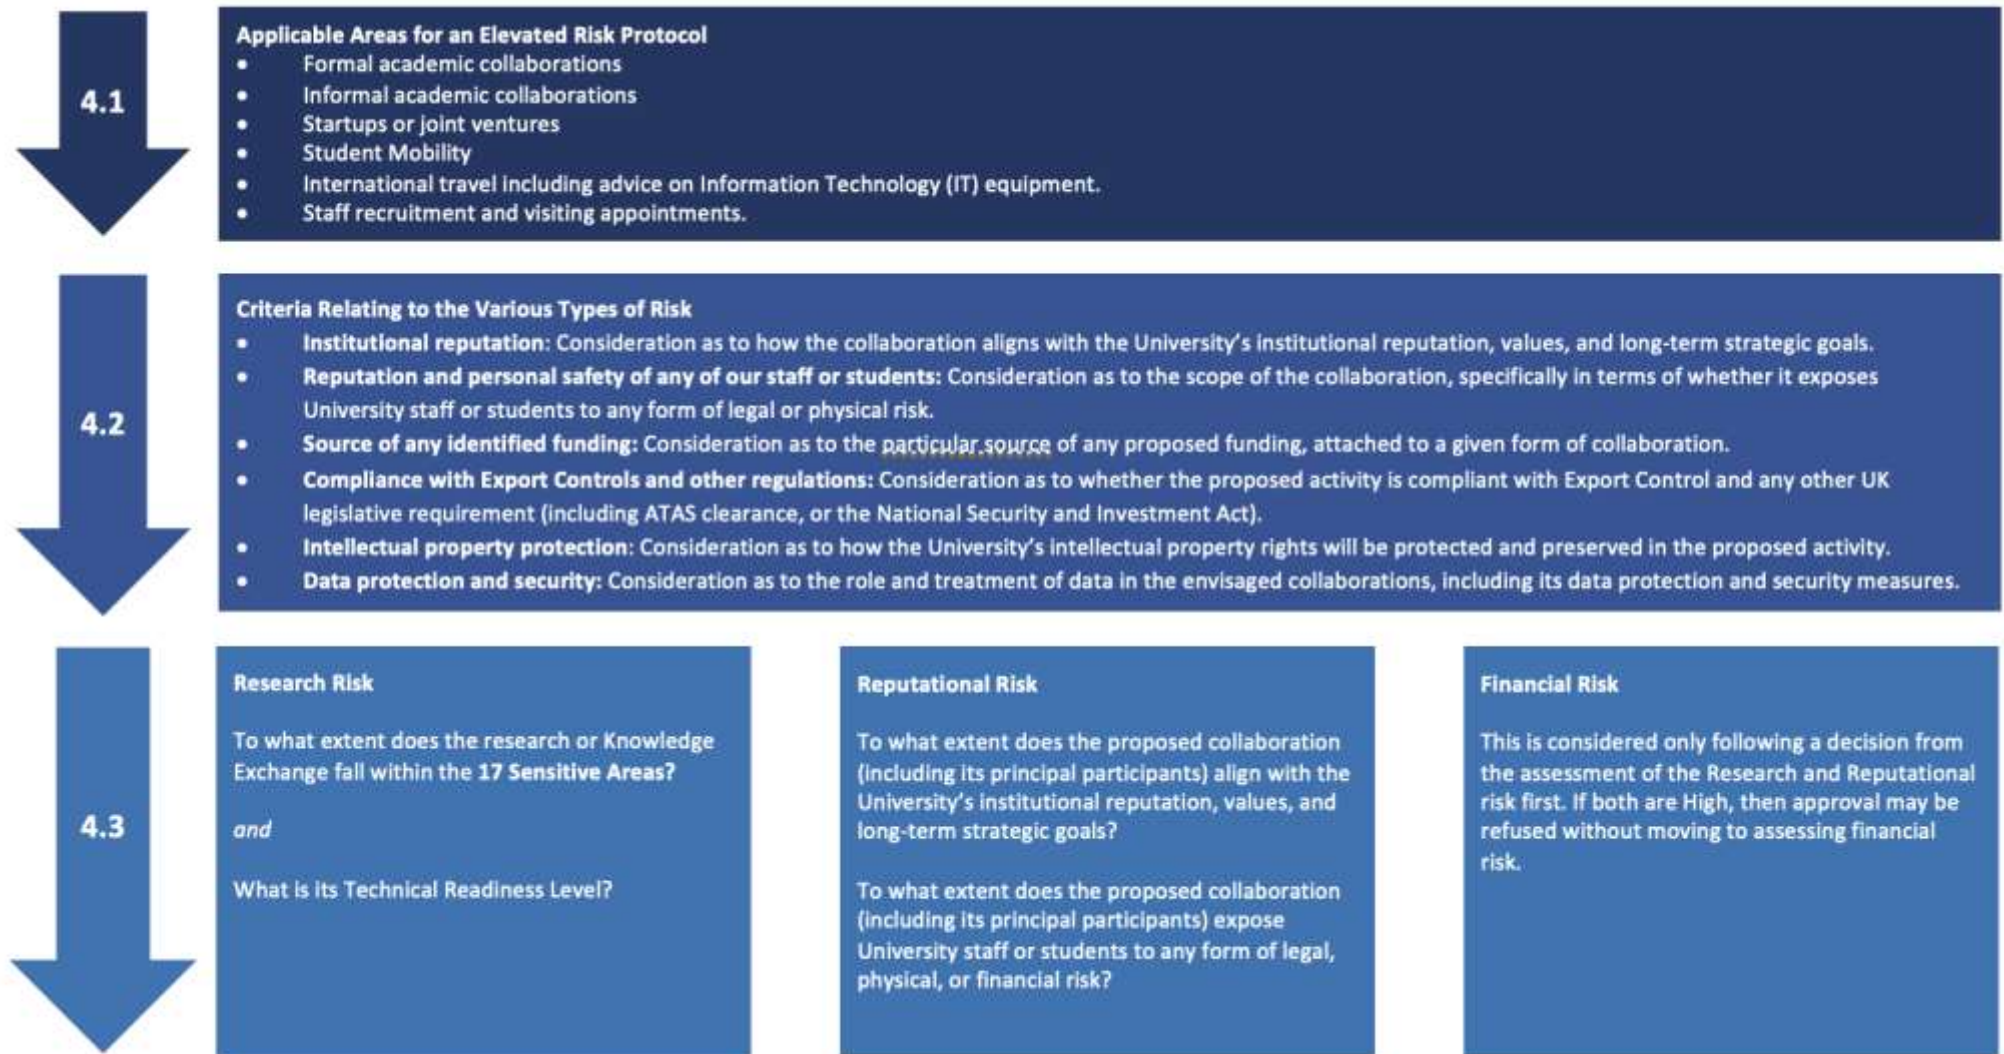 4.1
Applicable Areas for an Elevated Risk Protocol
• Formal academic collaborations
• Informal academic collaborations
• Startups or joint ventures
• Student Mobility
• International travel including advice on Information Technology (IT) equipment.
• Staff recruitment and visiting appointments.
4.2
Criteria Relating to the Various Types of Risk
• Institutional reputation: Consideration as to how the collaboration aligns with the University's institutional reputation, values, and long-term strategic goals.
• Reputation and personal safety of any of our staff or students: Consideration as to the scope of the collaboration, specifically in terms of whether it exposes
University staff or students to any form of legal or physical risk.
• Source of any identified funding: Consideration as to the particular source of any proposed funding, attached to a given form of collaboration.
• Compliance with Export Controls and other regulations: Consideration as to whether the proposed activity is compliant with Export Control and any other UK
legislative requirement (including ATAS clearance, or the National Security and Investment Act).
• Intellectual property protection: Consideration as to how the University's intellectual property rights will be protected and preserved in the proposed activity.
• Data protection and security: Consideration as to the role and treatment of data in the envisaged collaborations, including its data protection and security measures.
4.3
Research Risk
To what extent does the research or Knowledge
Exchange fall within the 17 Sensitive Areas?
and
What is its Technical Readiness Level?
Reputational Risk
To what extent does the proposed collaboration
(including its principal participants) align with the
University's institutional reputation, values, and
long-term strategic goals?
To what extent does the proposed collaboration
(including its principal participants) expose
University staff or students to any form of legal,
physical, or financial risk?
Financial Risk
This is considered only following a decision from
the assessment of the Research and Reputational
risk first. If both are High, then approval may be
refused without moving to assessing financial
risk.